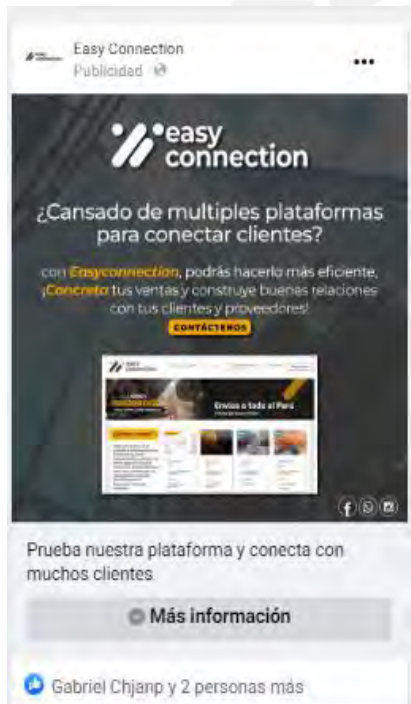 Easy Connection
Publicidad
easy
connection
¿Cansado de multiples plataformas
para conectar clientes?
con Easyconnection, podrás hacerlo más eficiente,
¡Concreta tus ventas y construye buenas relaciones
con tus clientes y proveedores!
CONTÁCTENOS
EASY
CONNECTION
Envíos a todo el Perú
Prueba nuestra plataforma y conecta con
muchos clientes
Más información
Gabriel Chjanp y 2 personas más